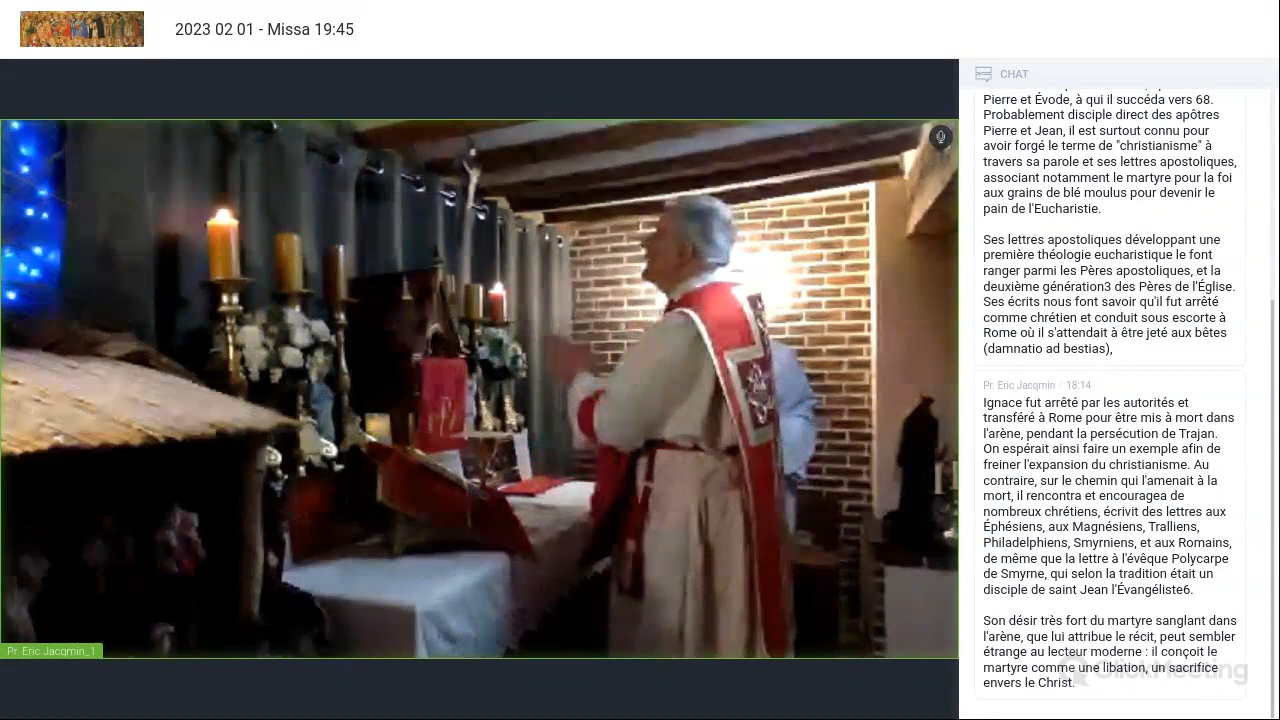 2023 02 01 - Missa 19:45
CHAT
Pierre et Évode, à qui il succéda vers 68.
Probablement disciple direct des apôtres
Pierre et Jean, il est surtout connu pour
avoir forgé le terme de "christianisme" à
travers sa parole et ses lettres apostoliques,
associant notamment le martyre pour la foi
aux grains de blé moulus pour devenir le
pain de l'Eucharistie.
Ses lettres apostoliques développant une
première théologie eucharistique le font
ranger parmi les Pères apostoliques, et la
deuxième génération3 des Pères de l'Église.
Ses écrits nous font savoir qu'il fut arrêté
comme chrétien et conduit sous escorte à
Rome où il s'attendait à être jeté aux bêtes
(damnatio ad bestias),
Pr. Eric Jacqmin 18:14
Ignace fut arrêté par les autorités et
transféré à Rome pour être mis à mort dans
l'arène, pendant la persécution de Trajan.
On espérait ainsi faire un exemple afin de
freiner l'expansion du christianisme. Au
contraire, sur le chemin qui l'amenait à la
mort, il rencontra et encouragea de
nombreux chrétiens, écrivit des lettres aux
Éphésiens, aux Magnésiens, Tralliens,
Philadelphiens, Smyrniens, et aux Romains,
de même que la lettre à l'évêque Polycarpe
de Smyrne, qui selon la tradition était un
disciple de saint Jean l'Évangéliste6.
Son désir très fort du martyre sanglant dans
l'arène, que lui attribue le récit, peut sembler
étrange au lecteur moderne : il conçoit le
martyre comme une libation, un sacrifice
envers le Christ.
ClickMeeting
Pr. Eric Jacqmin_1